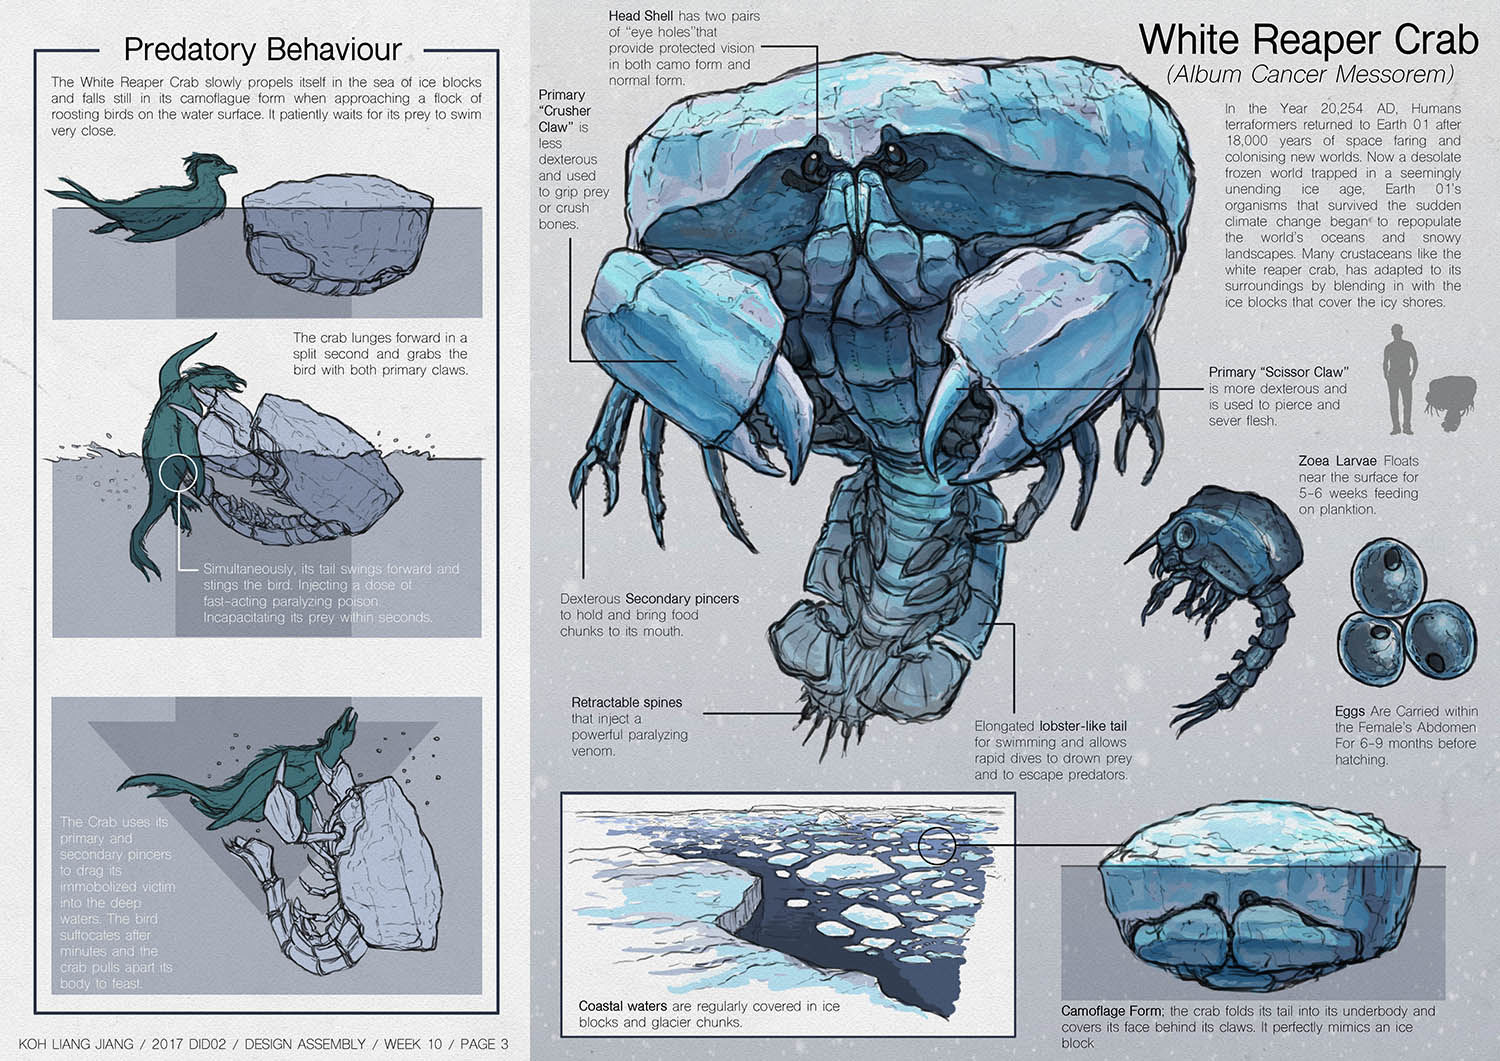 Predatory Behaviour
The White Reaper Crab slowly propels itself in the sea of ice blocks
and falls still in its camoflague form when approaching a flock of
roosting birds on the water surface. It patiently waits for its prey to swim
very close.
The crab lunges forward in a
split second and grabs the
bird with both primary claws.
Simultaneously, its tail swings forward and
stings the bird. Injecting a dose of
fast-acting paralyzing poison.
Incapacitating its prey within seconds.
The Crab uses its
primary and
secondary pincers
to drag its
immobolized victim
into the deep
waters. The bird
suffocates after
minutes and the
crab pulls apart its
body to feast.
KOH LIANG JIANG / 2017 DID02 / DESIGN ASSEMBLY / WEEK 10 / PAGE 3
Head Shell has two pairs
of "eye holes"that
provide protected vision
in both camo form and
normal form.
Primary
"Crusher
Claw" is
less
dexterous
and used
to grip prey
or crush
bones.
White Reaper Crab
(Album Cancer Messorem)
In the Year 20,254 AD, Humans
terraformers returned to Earth 01 after
18,000 years of space faring and
colonising new worlds. Now a desolate
frozen world trapped in a seemingly
unending ice age, Earth 01's
organisms that survived the sudden
climate change began to repopulate
the world's oceans and snowy
landscapes. Many crustaceans like the
white reaper crab, has adapted to its
surroundings by blending in with the
ice blocks that cover the icy shores.
Primary "Scissor Claw"
is more dexterous and
is used to pierce and
sever flesh.
Zoea Larvae Floats
near the surface for
5-6 weeks feeding
on planktion.
Dexterous Secondary pincers
to hold and bring food
chunks to its mouth.
Retractable spines
that inject a
powerful paralyzing
venom.
Elongated lobster-like tail
for swimming and allows
rapid dives to drown prey
and to escape predators.
Eggs Are Carried within
the Female's Abdomen
For 6-9 months before
hatching.
Coastal waters are regularly covered in ice
blocks and glacier chunks.
Camoflage Form; the crab folds its tail into its underbody and
covers its face behind its claws. It perfectly mimics an ice
block